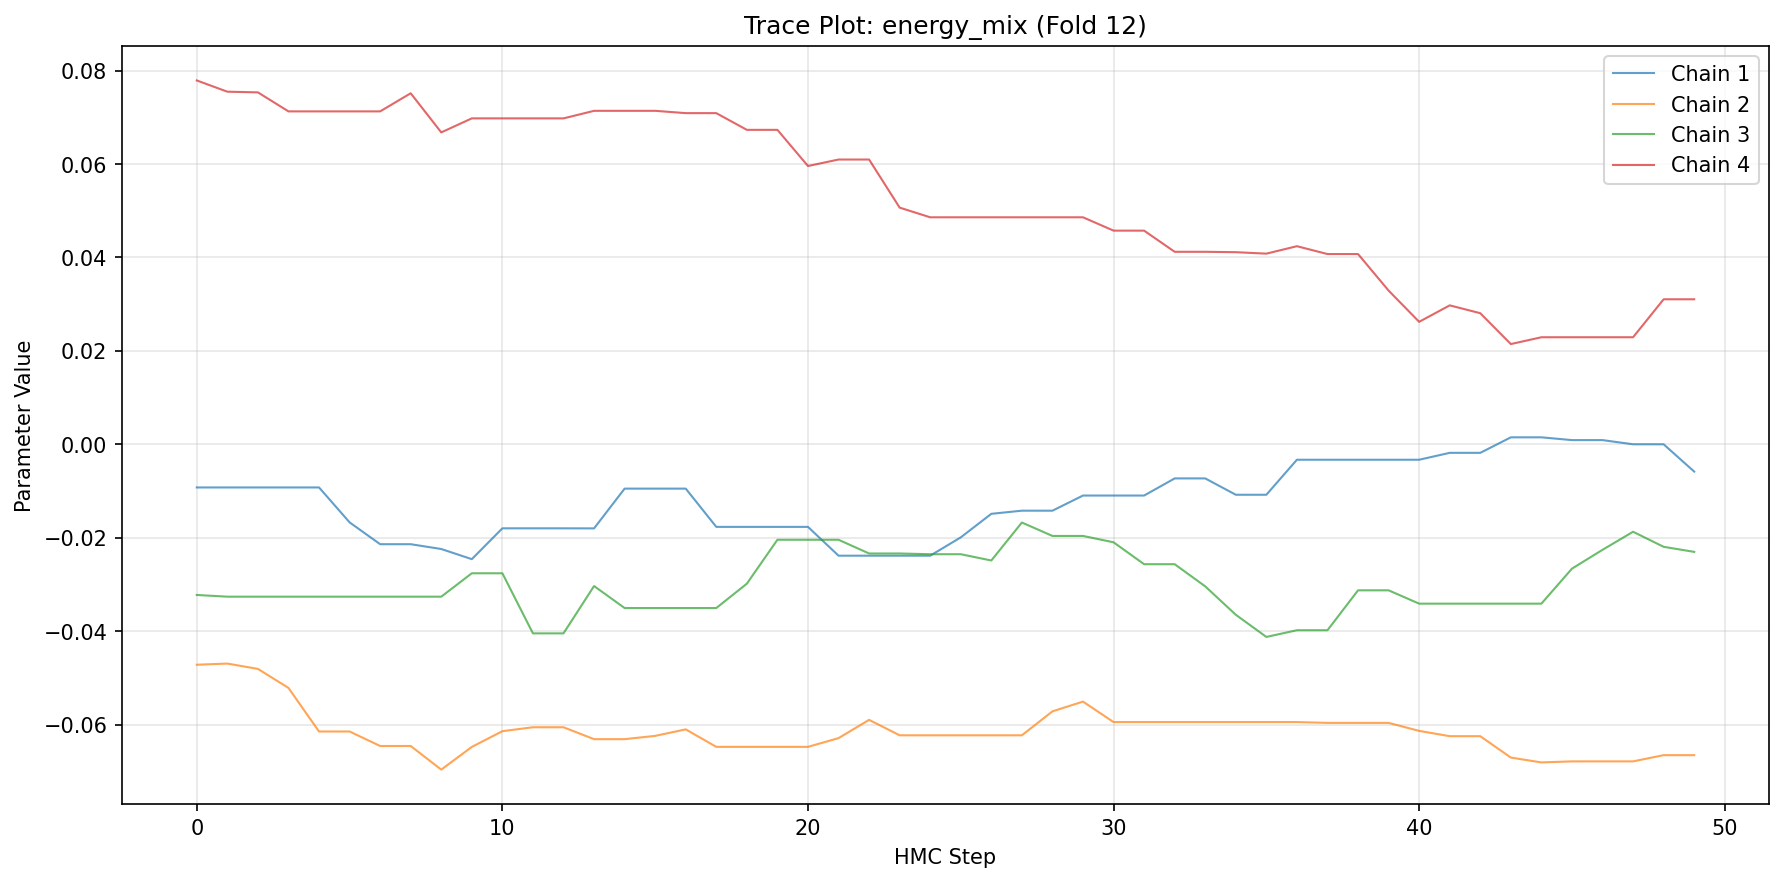 Trace Plot: energy_mix (Fold 12)
Chain 1
Chain 2
Chain 3
Chain 4
Parameter Value
0.08
0.06
0.04
0.02
0.00
−0.02
−0.04
−0.06
0 10 20 30 40 50
HMC Step